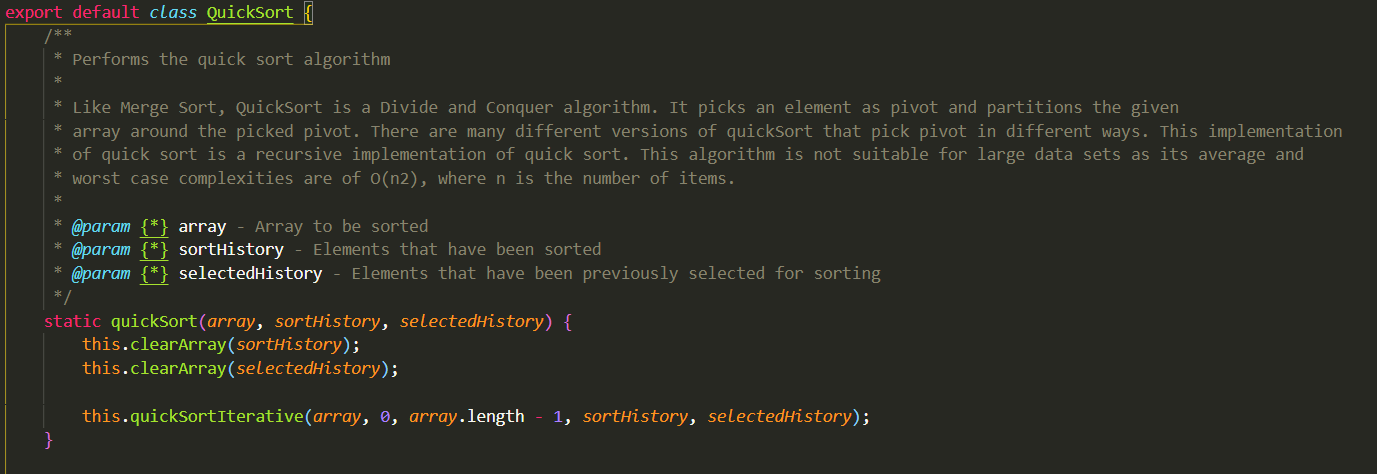 export default class QuickSort {
/**
* Performs the quick sort algorithm
*
* Like Merge Sort, QuickSort is a Divide and Conquer algorithm. It picks an element as pivot and partitions the given
* array around the picked pivot. There are many different versions of quickSort that pick pivot in different ways. This implementation
* of quick sort is a recursive implementation of quick sort. This algorithm is not suitable for large data sets as its average and
* worst case complexities are of O(n2), where n is the number of items.
*
* @param {*} array - Array to be sorted
* @param {*} sortHistory - Elements that have been sorted
* @param {*} selectedHistory - Elements that have been previously selected for sorting
*/
static quickSort(array, sortHistory, selectedHistory) {
this.clearArray(sortHistory);
this.clearArray(selectedHistory);
this.quickSortIterative(array, 0, array.length - 1, sortHistory, selectedHistory);
}